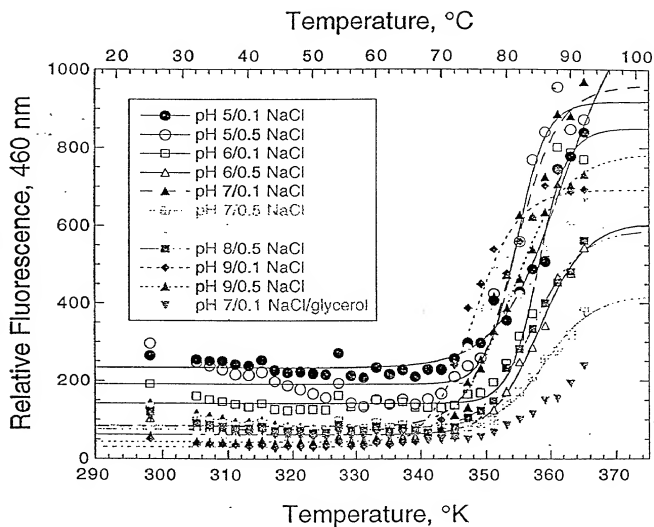 Temperature, °C
20 30 40 50 60 70 80 90 100
1000
800
600
400
200
0
Relative Fluorescence, 460 nm
pH 5/0.1 NaCl
pH 5/0.5 NaCl
pH 6/0.1 NaCl
pH 6/0.5 NaCl
pH 7/0.1 NaCl
pH 7/0.5 NaCl
pH 8/0.5 NaCl
pH 9/0.1 NaCl
pH 9/0.5 NaCl
pH 7/0.1 NaCl/glycerol
290 300 310 320 330 340 350 360 370
Temperature, °K